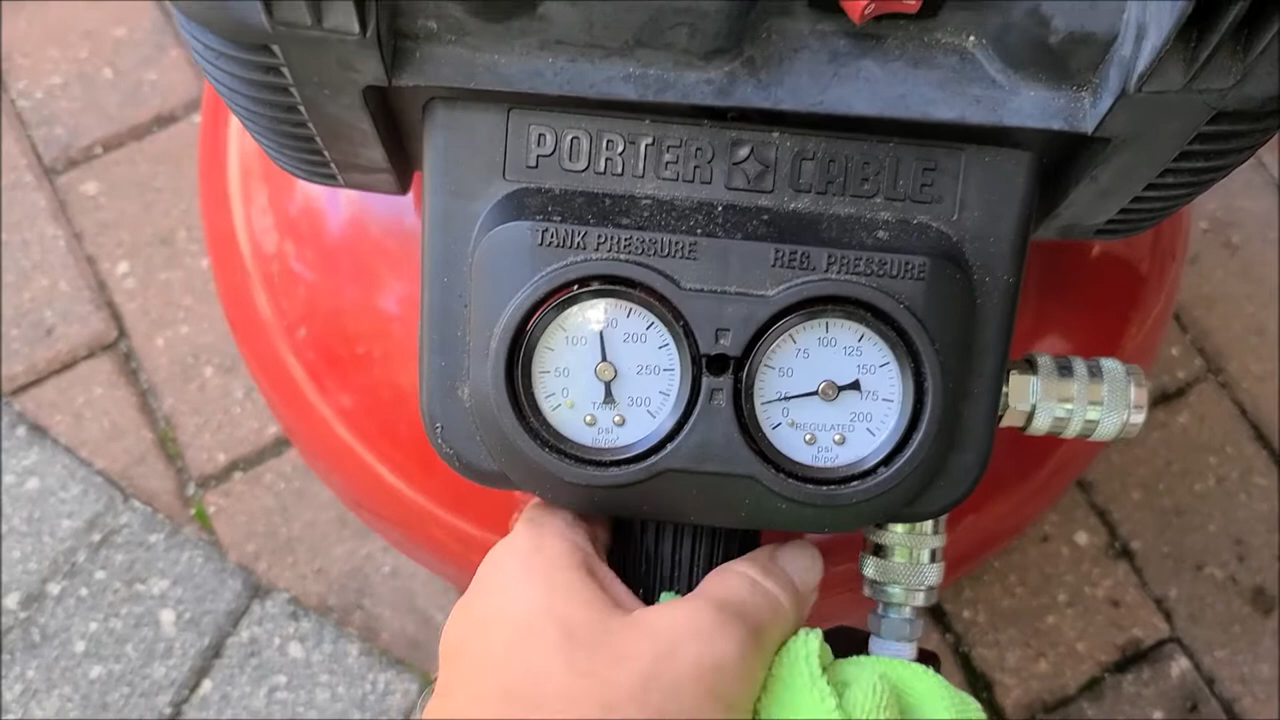 PORTER CABLE
TANK PRESSURE
REG. PRESSURE
0
50
100
200
250
300
TANK
psi
lb/po²
0
25
50
75
100
125
150
175
200
REGULATED
psi
lb/po²